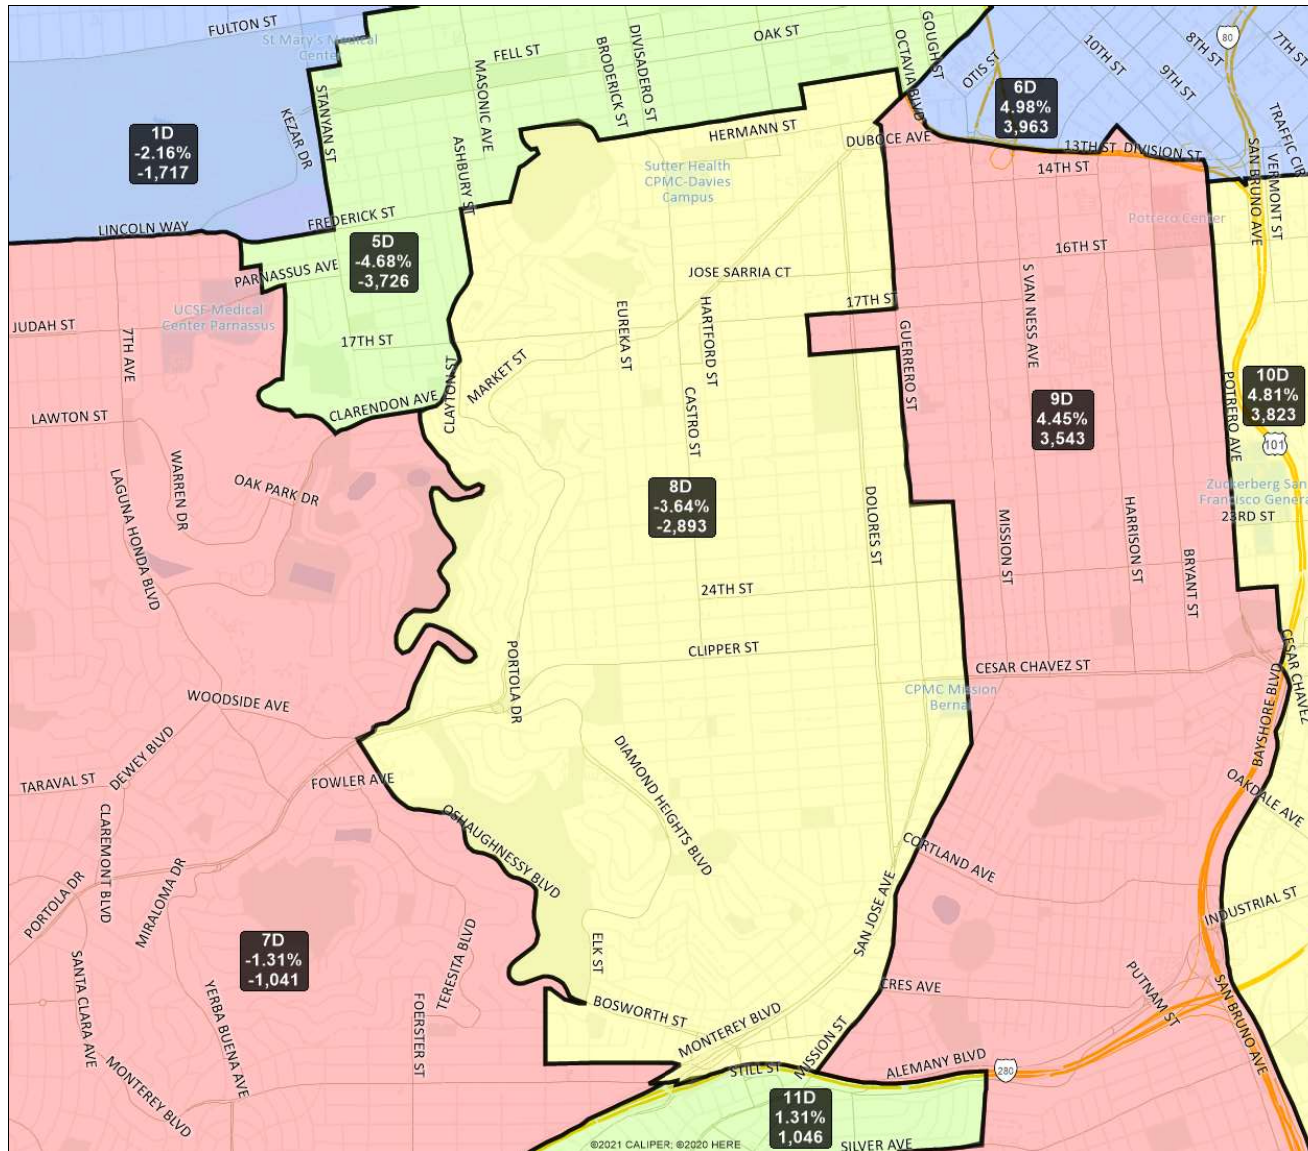 FULTON ST
St Mary's Medical
Center
FELL ST
OAK ST
BRODERICK ST
DIVISADERO ST
MASONIC AVE
STANYAN ST
KEZAR DR
ASHBURY ST
OCTAVIA BLVD
GOUGH ST
OTIS ST
10TH ST
9TH ST
8TH ST
7TH ST
80
6D
4.98%
3,963
1D
-2.16%
-1,717
HERMANN ST
DUBOCE AVE
13TH ST
DIVISION ST
14TH ST
SAN BRUNO AVE
VERMONT ST
TRAFFIC CIR
Sutter Health
CPMC-Davies
Campus
LINCOLN WAY
FREDERICK ST
5D
-4.68%
-3,726
PARNASSUS AVE
Potrero Center
16TH ST
JOSE SARRIA CT
17TH ST
UCSF Medical
Center Parnassus
JUDAH ST
7TH AVE
17TH ST
EUREKA ST
HARTFORD ST
GUERRERO ST
S VAN NESS AVE
CLAYTON ST
MARKET ST
CASTRO ST
POTRERO AVE
10D
4.81%
3,823
9D
4.45%
3,543
101
CLARENDON AVE
LAWTON ST
WARREN DR
LAGUNA HONDA BLVD
OAK PARK DR
8D
-3.64%
-2,893
DOLORES ST
MISSION ST
HARRISON ST
BRYANT ST
Zuckerberg San
Francisco Genera
23RD ST
24TH ST
CLIPPER ST
CESAR CHAVEZ ST
CESAR CHAVEZ
CPMC Mission
Bernal
PORTOLA DR
WOODSIDE AVE
DEWEY BLVD
TARAVAL ST
FOWLER AVE
CLAREMONT BLVD
DIAMOND HEIGHTS BLVD
OSHAUGHNESSY BLVD
BAYSHORE BLVD
OAKDALE AVE
CORTLAND AVE
PORTOLA DR
MIRALOMA DR
7D
-1.31%
-1,041
TERESITA BLVD
SAN JOSE AVE
INDUSTRIAL ST
ELK ST
SANTA CLARA AVE
YERBA BUENA AVE
FOERSTER ST
BOSWORTH ST
MONTEREY BLVD
MISSION ST
CRES AVE
PUTNAM ST
SAN BRUNO AVE
MONTEREY BLVD
STILL ST
ALEMANY BLVD
280
11D
1.31%
1,046
SILVER AVE
©2021 CALIPER; ©2020 HERE